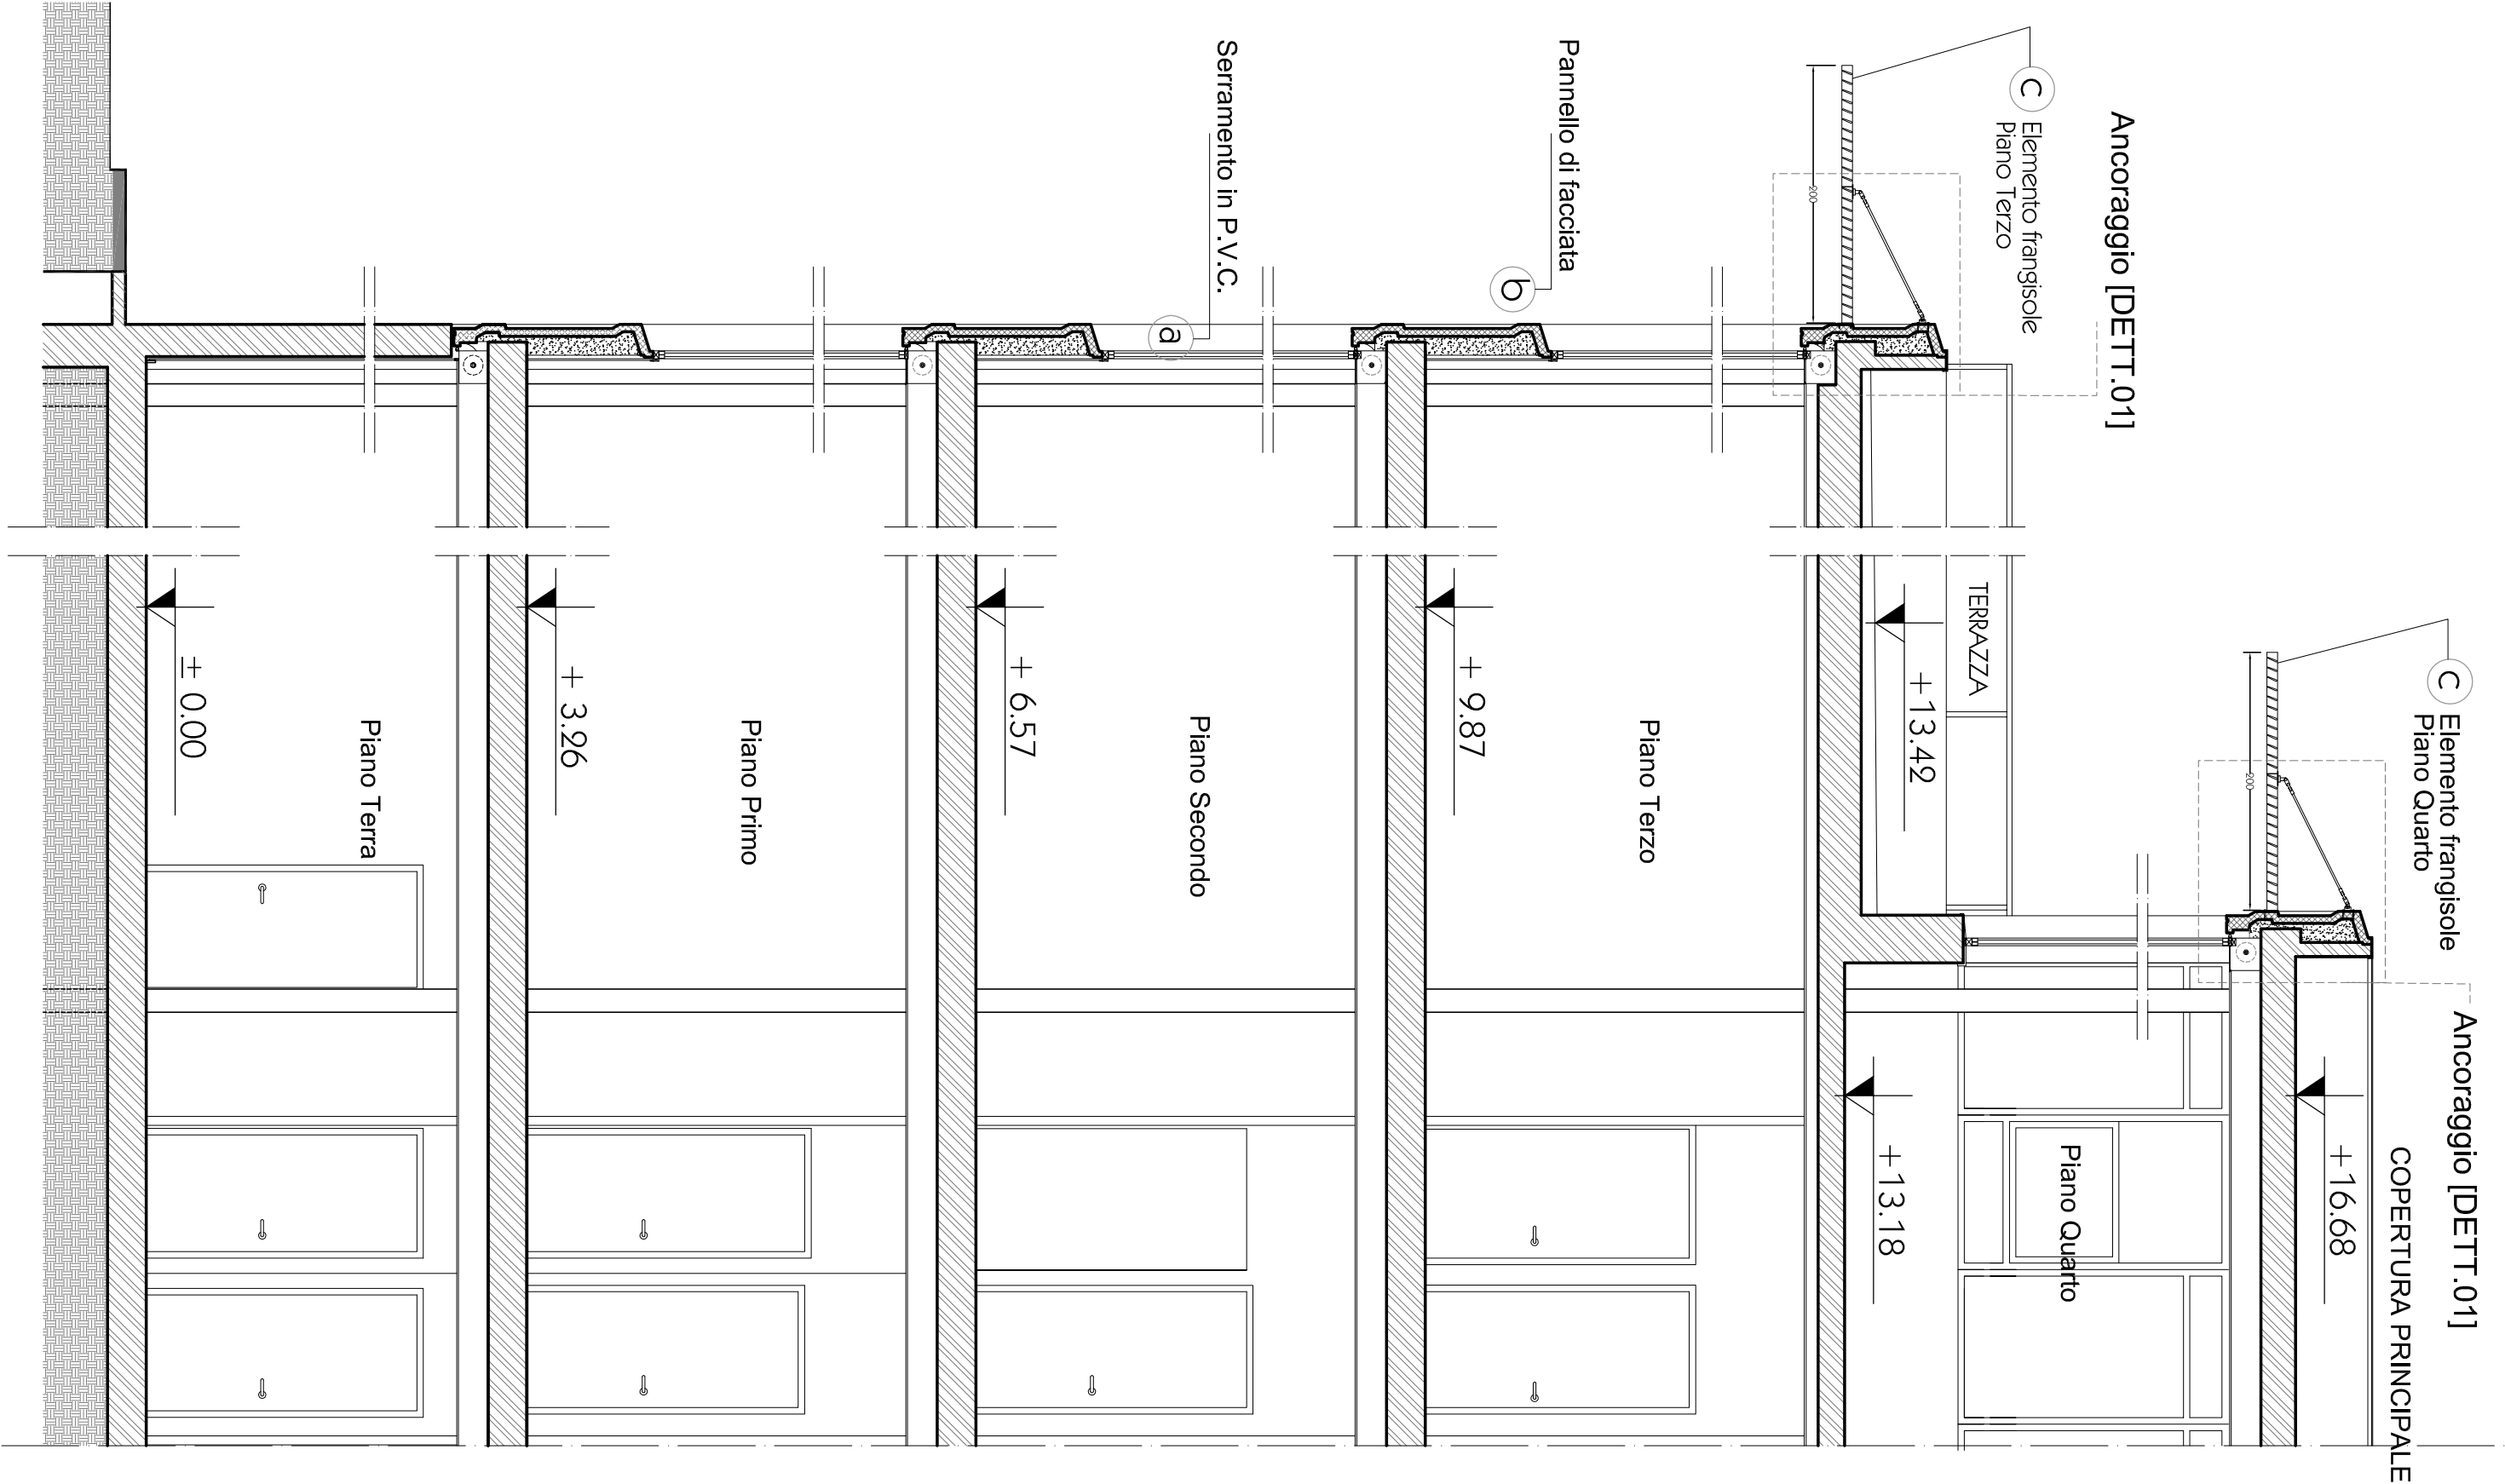 Ancoraggio [DETT.01]
C
Elemento frangisole
Piano Terzo
200
Pannello di facciata
b
Serramento in P.V.C.
a
C
Elemento frangisole
Piano Quarto
200
Ancoraggio [DETT.01]
COPERTURA PRINCIPALE
+16.68
Piano Quarto
+13.18
TERRAZZA
+13.42
Piano Terzo
+ 9.87
Piano Secondo
+ 6.57
Piano Primo
+ 3.26
Piano Terra
± 0.00